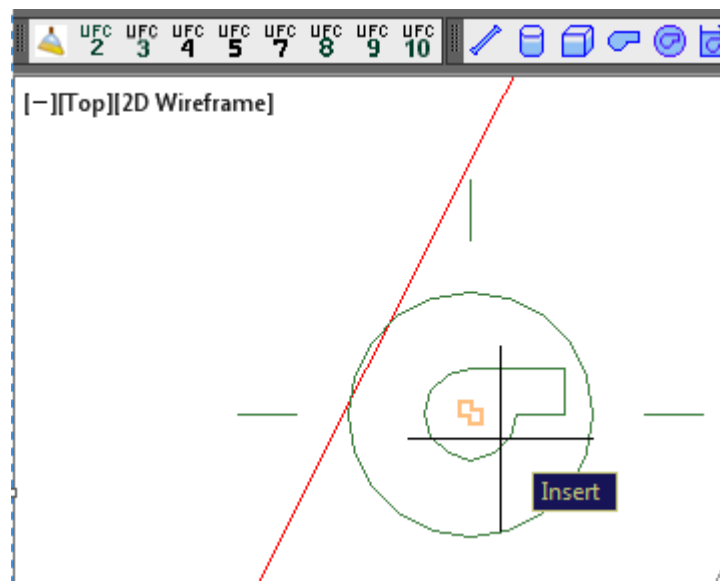 UFC 2 UFC 3 UFC 4 UFC 5 UFC 7 UFC 8 UFC 9 UFC 10
[−][Top][2D Wireframe]
Insert